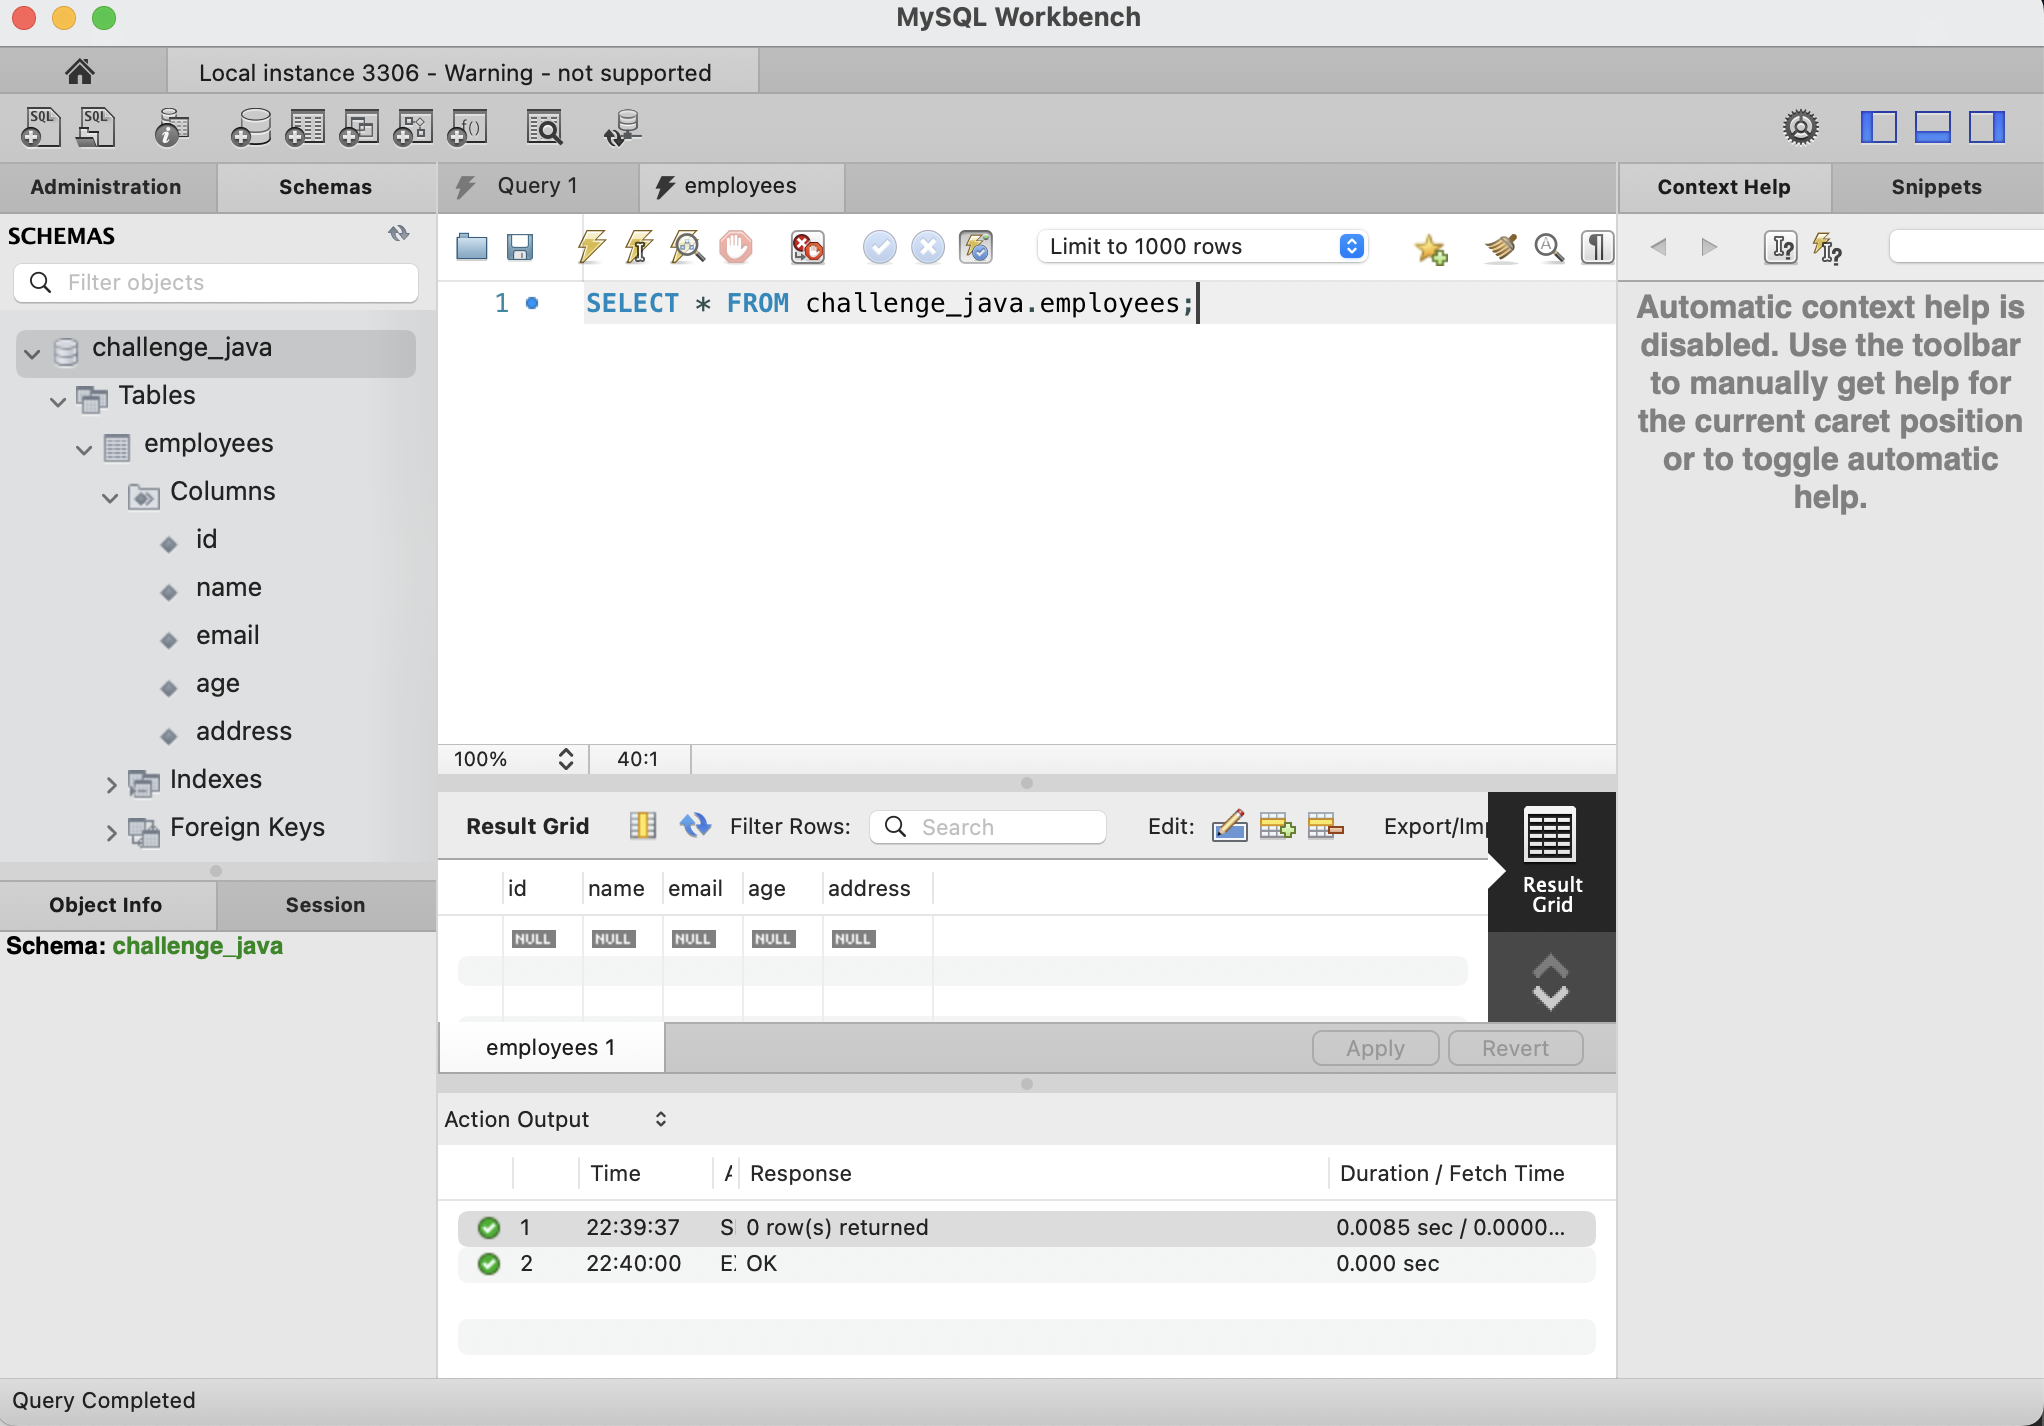 MySQL Workbench
Local instance 3306 - Warning - not supported
SQL SQL
Administration Schemas
Query 1 employees
Context Help Snippets
SCHEMAS
Limit to 1000 rows
Filter objects
1 SELECT * FROM challenge_java.employees;
Automatic context help is
disabled. Use the toolbar
to manually get help for
the current caret position
or to toggle automatic
help.
challenge_java
Tables
employees
Columns
id
name
email
age
address
Indexes
Foreign Keys
100% 40:1
Result Grid Filter Rows: Search Edit: Export/Im
Result
Grid
id name email age address
NULL NULL NULL NULL NULL
Object Info Session
Schema: challenge_java
employees 1 Apply Revert
Action Output
Time A Response Duration / Fetch Time
1 22:39:37 S 0 row(s) returned 0.0085 sec / 0.0000...
2 22:40:00 E OK 0.000 sec
Query Completed